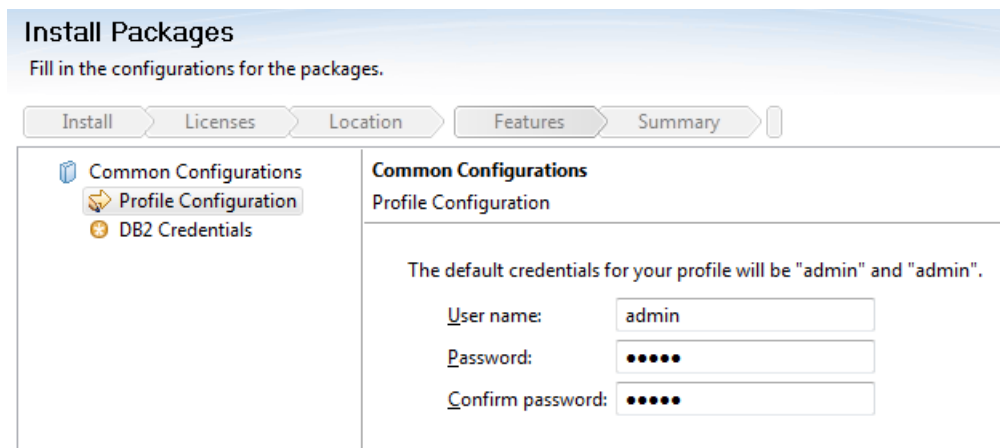 Install Packages
Fill in the configurations for the packages.
Install Licenses Location Features Summary
Common Configurations
Profile Configuration
DB2 Credentials
Common Configurations
Profile Configuration
The default credentials for your profile will be "admin" and "admin".
User name: admin
Password: •••••
Confirm password: •••••